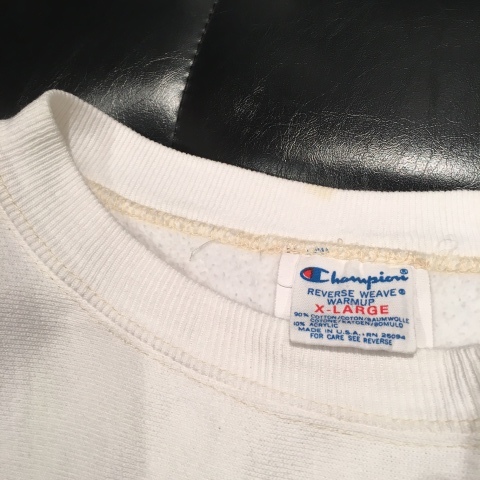 Champion®
REVERSE WEAVE®
WARMUP
X-LARGE
90% COTTON/COTON/BAUMWOLLE
10% ACRYLIC
MADE IN U.S.A., RN 26094
FOR CARE SEE REVERSE